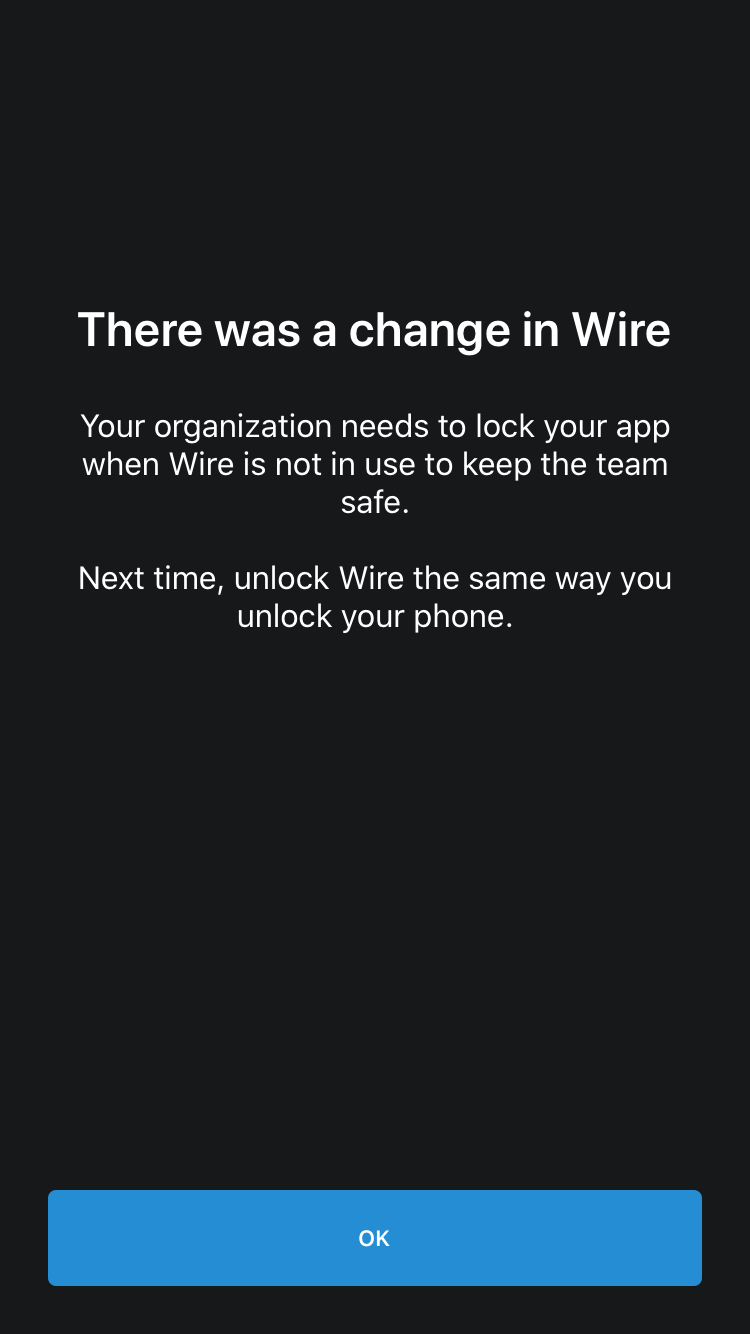 There was a change in Wire
Your organization needs to lock your app
when Wire is not in use to keep the team
safe.
Next time, unlock Wire the same way you
unlock your phone.
OK